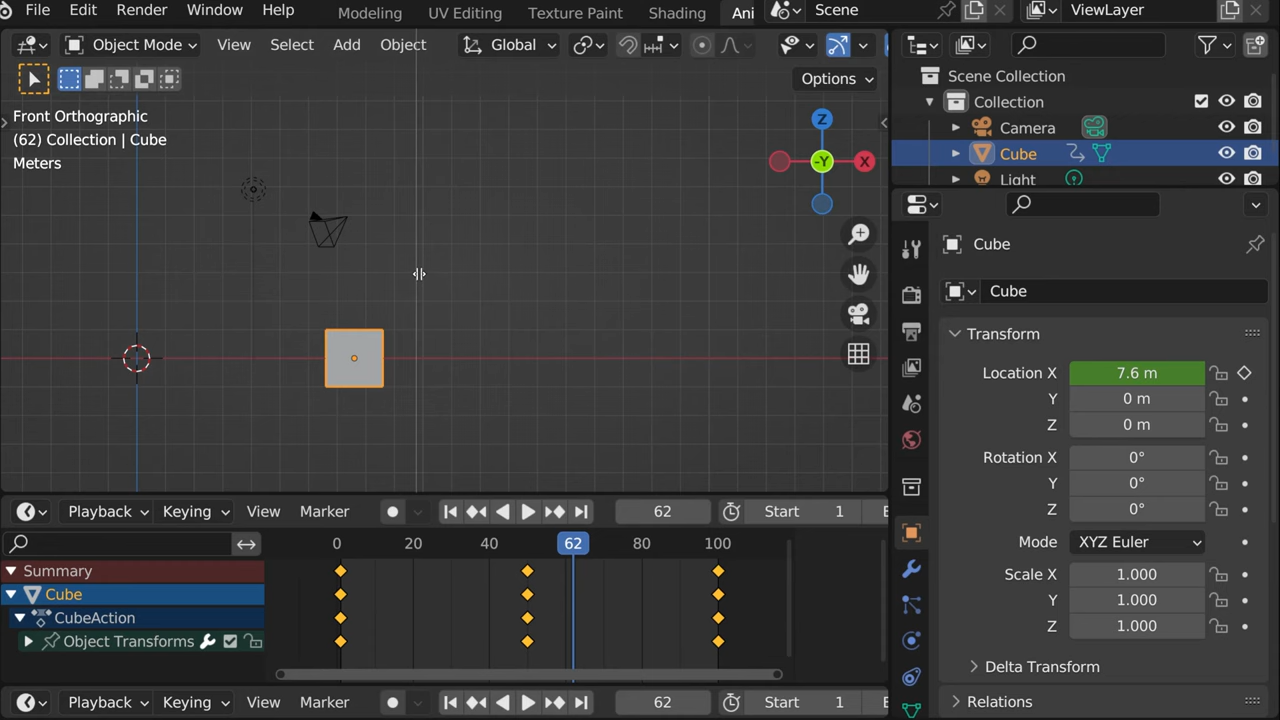 File Edit Render Window Help Modeling UV Editing Texture Paint Shading Ani Scene ViewLayer
Object Mode View Select Add Object Global
Options
Front Orthographic
(62) Collection | Cube
Meters
Z
-Y
X
Scene Collection
Collection
Camera
Cube
Light
Cube
Cube
Transform
Location X 7.6 m
Y 0 m
Z 0 m
Rotation X 0°
Y 0°
Z 0°
Mode XYZ Euler
Scale X 1.000
Y 1.000
Z 1.000
Delta Transform
Relations
Playback Keying View Marker 62 Start 1
0 20 40 62 80 100
Summary
Cube
CubeAction
Object Transforms
Playback Keying View Marker 62 Start 1